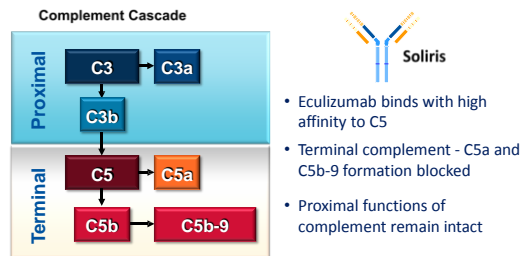 Complement Cascade
Proximal
C3
C3a
C3b
Terminal
C5
C5a
C5b
C5b-9
Soliris
• Eculizumab binds with high
affinity to C5
• Terminal complement - C5a and
C5b-9 formation blocked
• Proximal functions of
complement remain intact